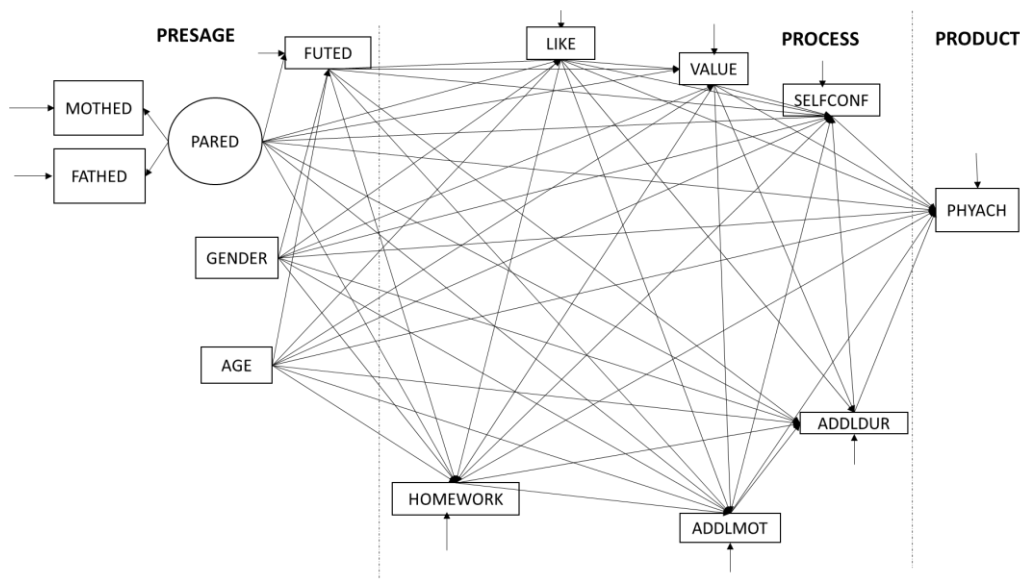 PRESAGE
PROCESS
PRODUCT
FUTED
LIKE
VALUE
SELFCONF
MOTHED
PARED
FATHED
PHYACH
GENDER
AGE
ADDLDUR
HOMEWORK
ADDLMOT